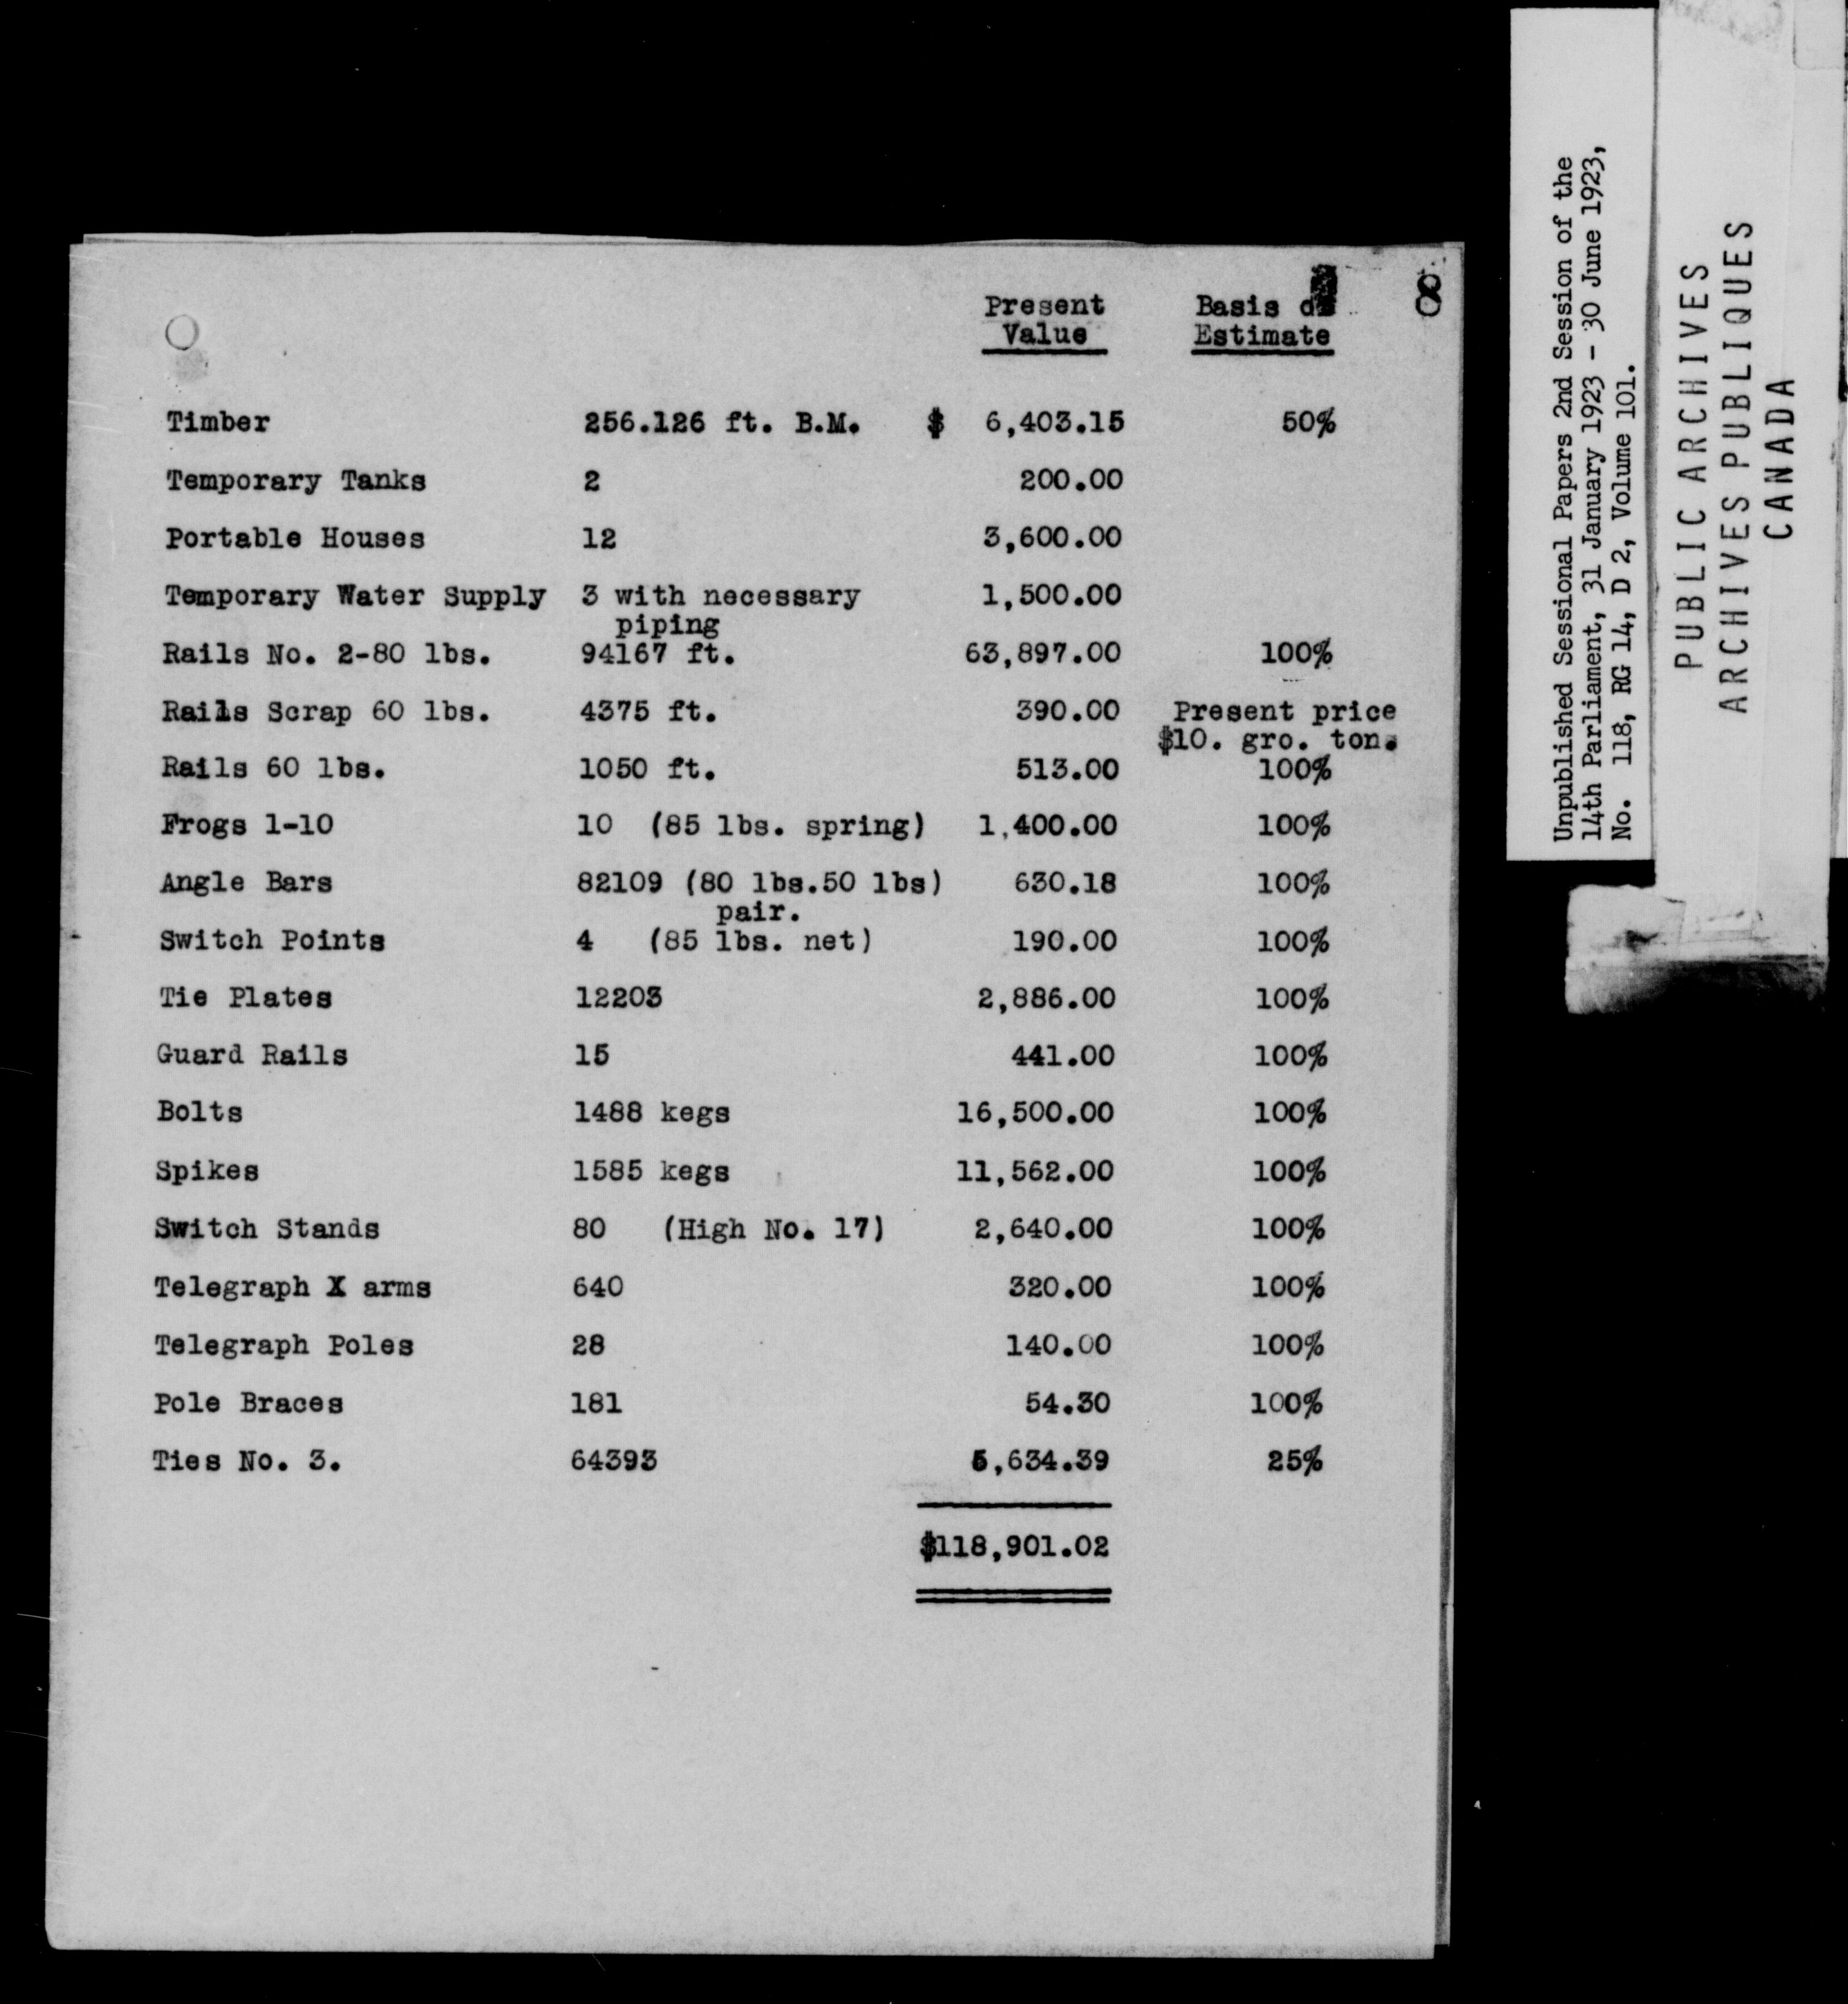 8
Present Basis of
Value Estimate
Timber 256.126 ft. B.M. $ 6,403.15 50%
Temporary Tanks 2 200.00
Portable Houses 12 3,600.00
Temporary Water Supply 3 with necessary 1,500.00
piping
Rails No. 2-80 lbs. 94167 ft. 63,897.00 100%
Rails Scrap 60 lbs. 4375 ft. 390.00 Present price
$10. gro. ton.
Rails 60 lbs. 1050 ft. 513.00 100%
Frogs 1-10 10 (85 lbs. spring) 1,400.00 100%
Angle Bars 82109 (80 lbs.50 lbs) 630.18 100%
pair.
Switch Points 4 (85 lbs. net) 190.00 100%
Tie Plates 12203 2,886.00 100%
Guard Rails 15 441.00 100%
Bolts 1488 kegs 16,500.00 100%
Spikes 1585 kegs 11,562.00 100%
Switch Stands 80 (High No. 17) 2,640.00 100%
Telegraph X arms 640 320.00 100%
Telegraph Poles 28 140.00 100%
Pole Braces 181 54.30 100%
Ties No. 3. 64393 5,634.39 25%
$118,901.02
Unpublished Sessional Papers 2nd Session of the
14th Parliament, 31 January 1923 - 30 June 1923,
No. 118, RG 14, D 2, Volume 101.
PUBLIC ARCHIVES
ARCHIVES PUBLIQUES
CANADA